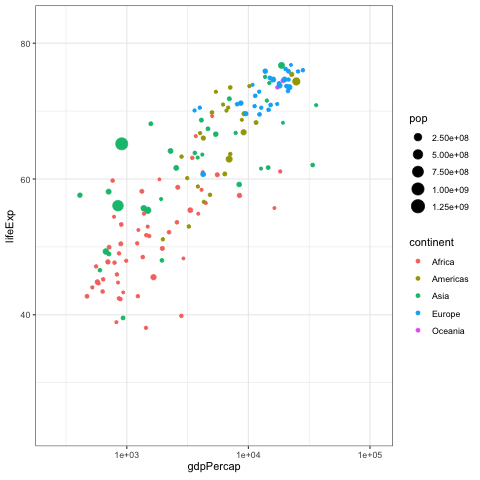 80
60
40
lifeExp
1e+03
1e+04
1e+05
gdpPercap
pop
2.50e+08
5.00e+08
7.50e+08
1.00e+09
1.25e+09
continent
Africa
Americas
Asia
Europe
Oceania